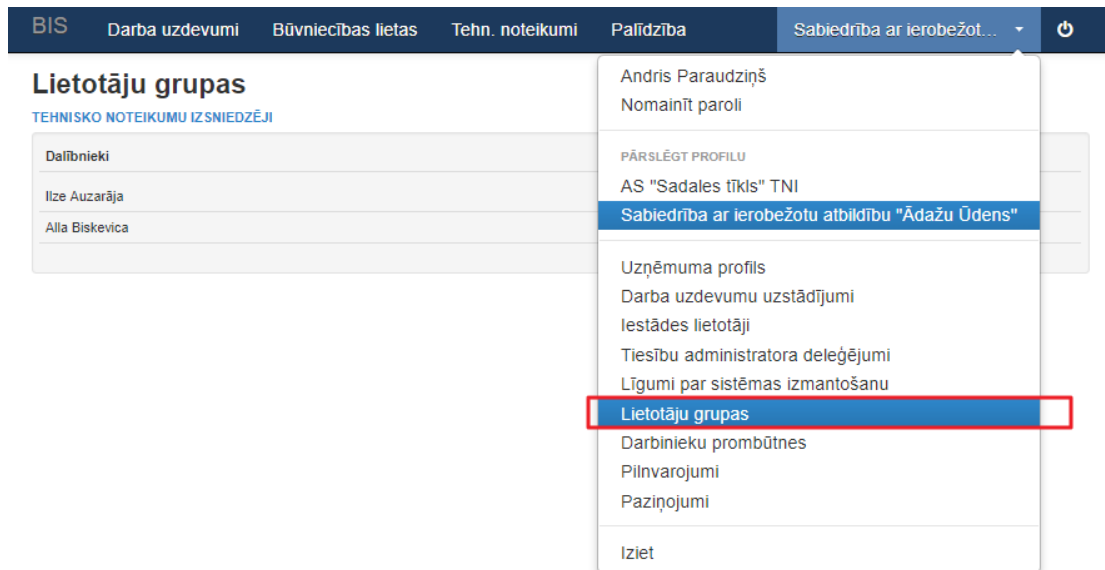 BIS Darba uzdevumi Būvniecības lietas Tehn. noteikumi Palīdzība Sabiedrība ar ierobežot...
Lietotāju grupas
TEHNISKO NOTEIKUMU IZSNIEDZĒJI
Dalībnieki
Ilze Auzarāja
Alla Biskevica
Andris Paraudziņš
Nomainīt paroli
PĀRSLĒGT PROFILU
AS "Sadales tīkls" TNI
Sabiedrība ar ierobežotu atbildību "Ādažu Ūdens"
Uzņēmuma profils
Darba uzdevumu uzstādījumi
Iestādes lietotāji
Tiesību administratora deleģējumi
Līgumi par sistēmas izmantošanu
Lietotāju grupas
Darbinieku prombūtnes
Pilnvarojumi
Paziņojumi
Iziet